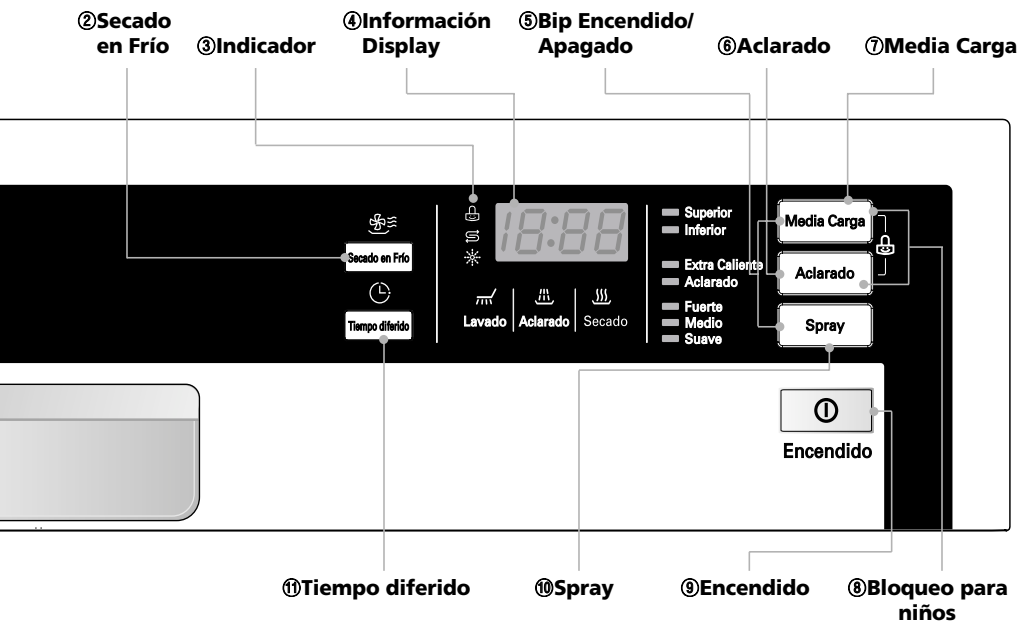 ②Secado
en Frío
③Indicador
④Información
Display
⑤Bip Encendido/
Apagado
⑥Aclarado
⑦Media Carga
Secado en Frío
Tiempo diferido
18:88
Lavado
Aclarado
Secado
Superior
Inferior
Extra Caliente
Aclarado
Fuerte
Medio
Suave
Media Carga
Aclarado
Spray
Encendido
⑪Tiempo diferido
⑩Spray
⑨Encendido
⑧Bloqueo para
niños